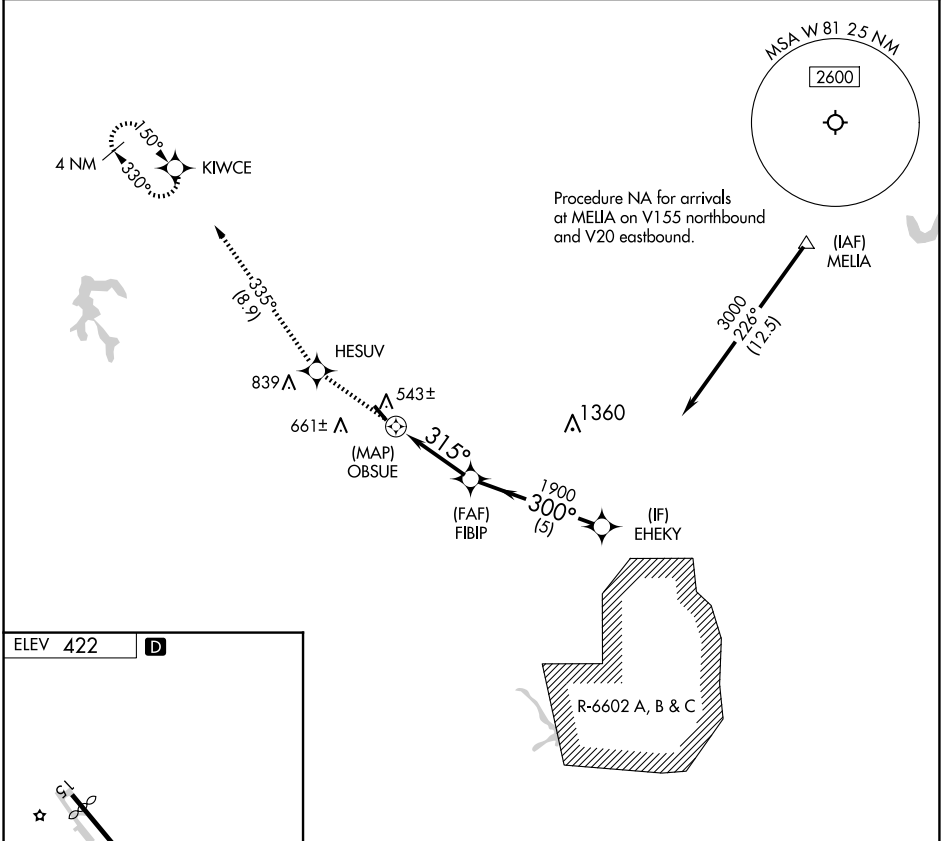 MSA W 81 25 NM
2600
150°
4 NM
330°
KIWCE
Procedure NA for arrivals
at MELIA on V155 northbound
and V20 eastbound.
(IAF)
MELIA
3000
226°
(12.5)
335°
(8.9)
HESUV
839
543±
661±
1360
(MAP)
OBSUE
315°
(FAF)
FIBIP
1900
300°
(5)
(IF)
EHEKY
R-6602 A, B & C
ELEV 422
D
15